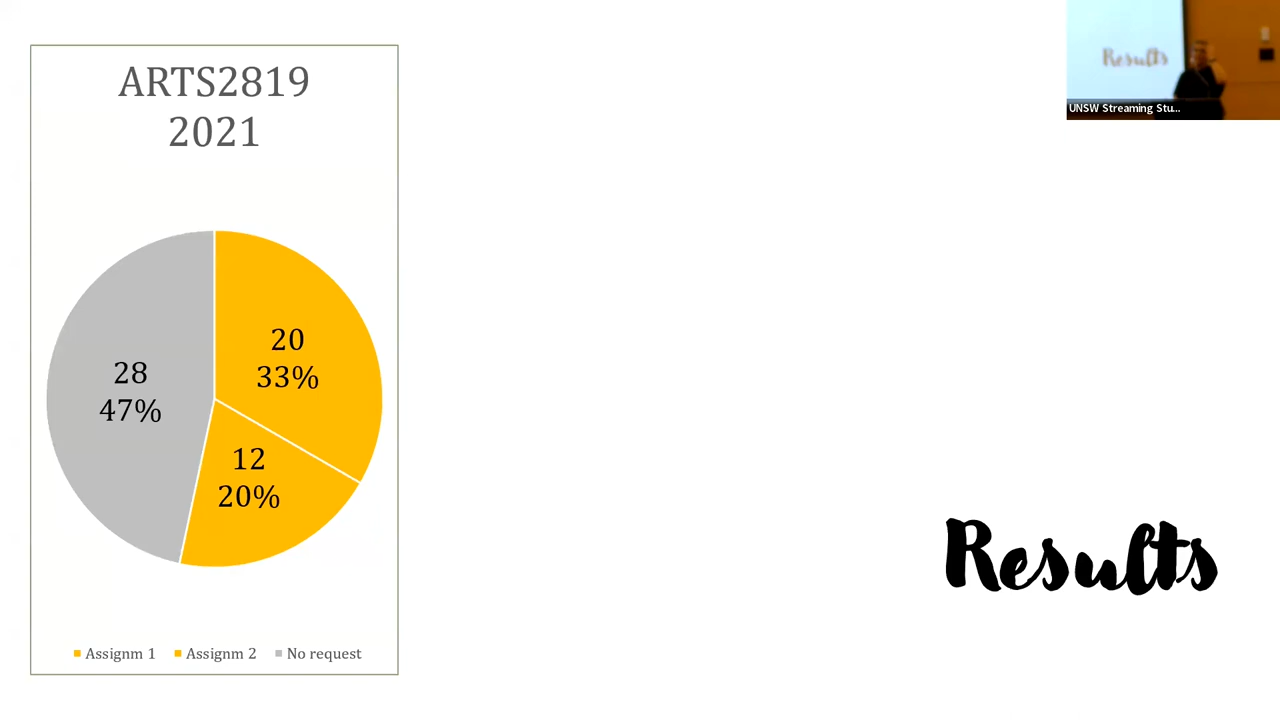 ARTS2819
2021
20
33%
28
47%
12
20%
Assignm 1 Assignm 2 No request
Results
Results
UNSW Streaming Stu...